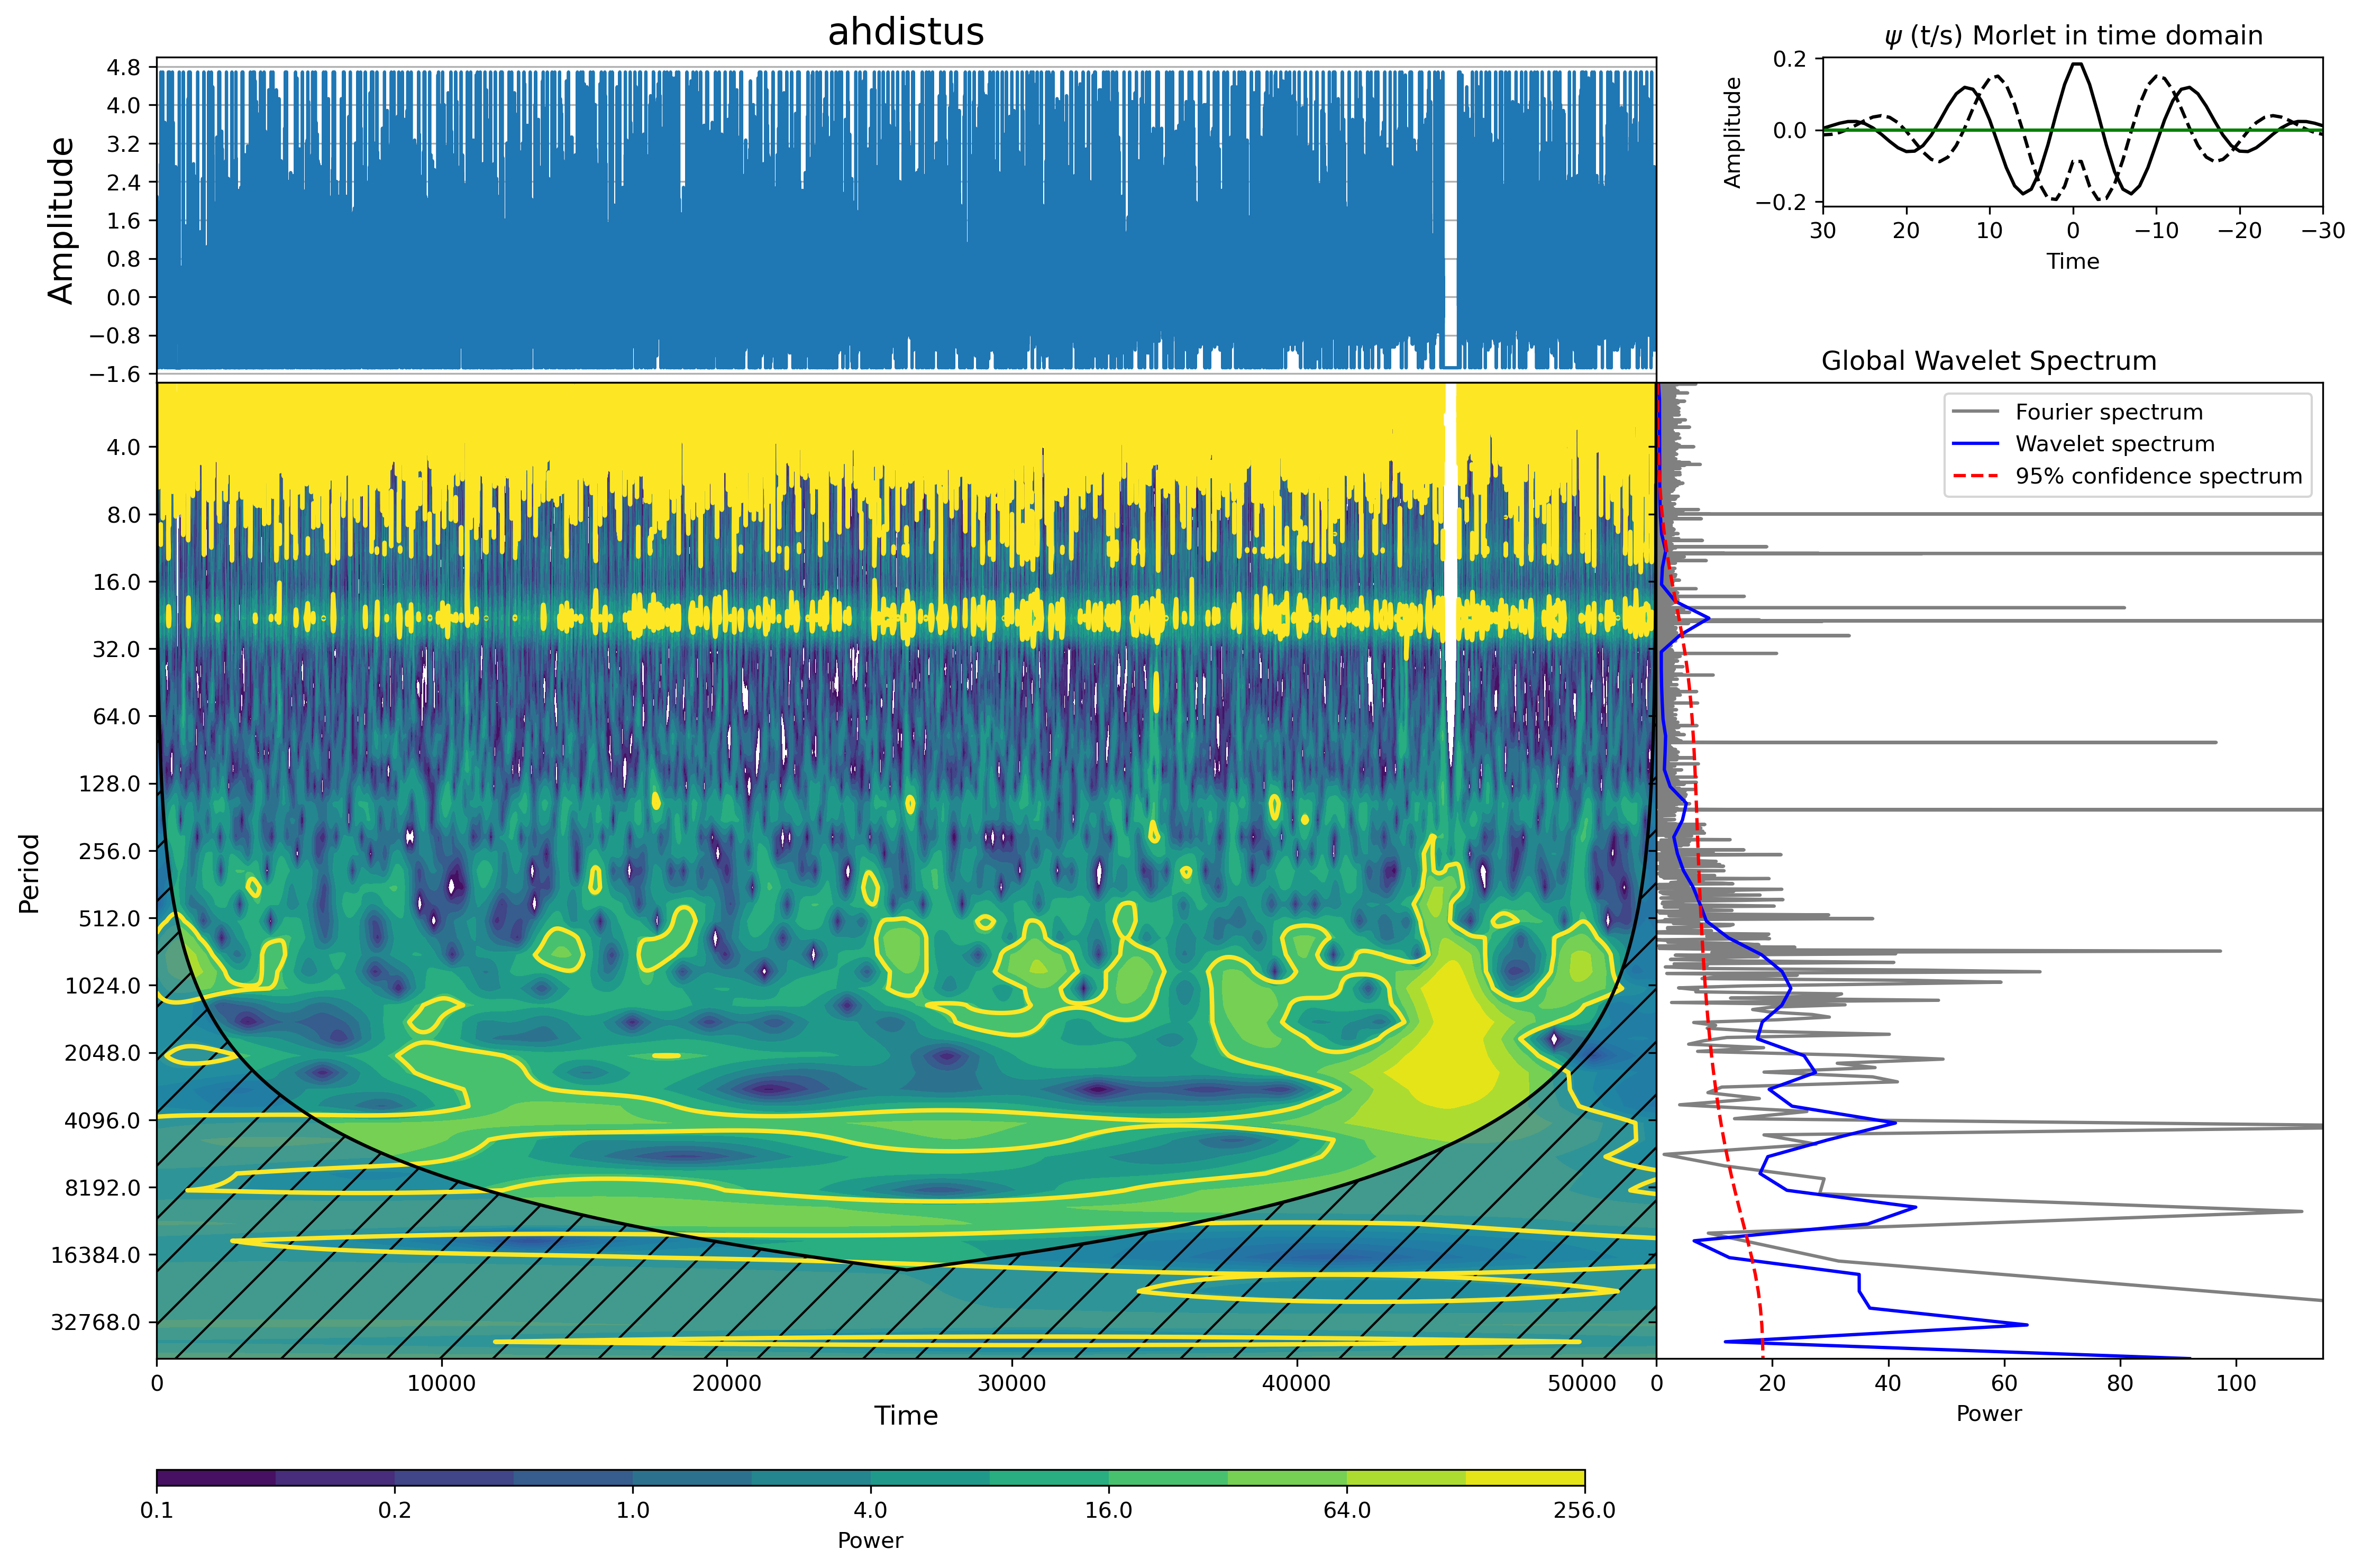 ahdistus
Amplitude
4.8
4.0
3.2
2.4
1.6
0.8
0.0
−0.8
−1.6
ψ (t/s) Morlet in time domain
Amplitude
0.2
0.0
−0.2
30 20 10 0 −10 −20 −30
Time
Global Wavelet Spectrum
Fourier spectrum
Wavelet spectrum
95% confidence spectrum
Period
4.0
8.0
16.0
32.0
64.0
128.0
256.0
512.0
1024.0
2048.0
4096.0
8192.0
16384.0
32768.0
0 10000 20000 30000 40000 50000
Time
0 20 40 60 80 100
Power
0.1 0.2 1.0 4.0 16.0 64.0 256.0
Power